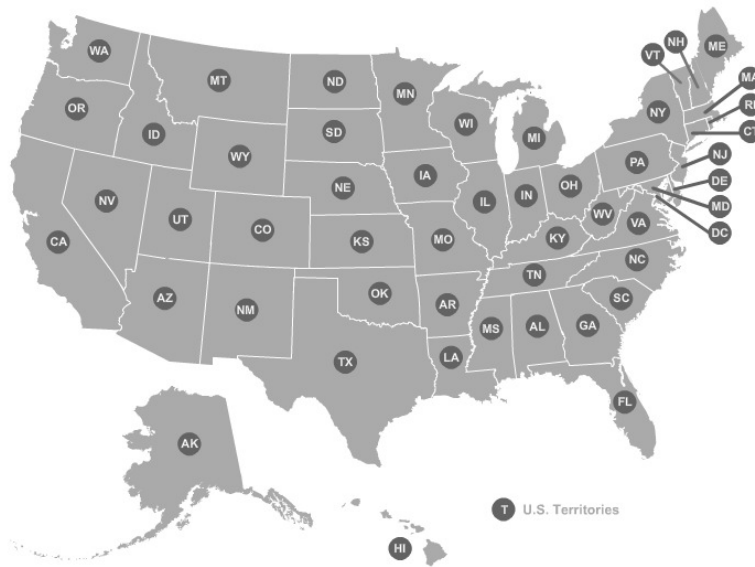 WA
MT
ND
MN
VT
NH
ME
MA
RI
CT
OR
ID
WY
SD
WI
MI
NY
NJ
PA
DE
MD
DC
NV
UT
CO
NE
IA
IL
IN
OH
WV
VA
CA
KS
MO
KY
NC
AZ
NM
OK
AR
TN
SC
TX
LA
MS
AL
GA
FL
AK
HI
T U.S. Territories